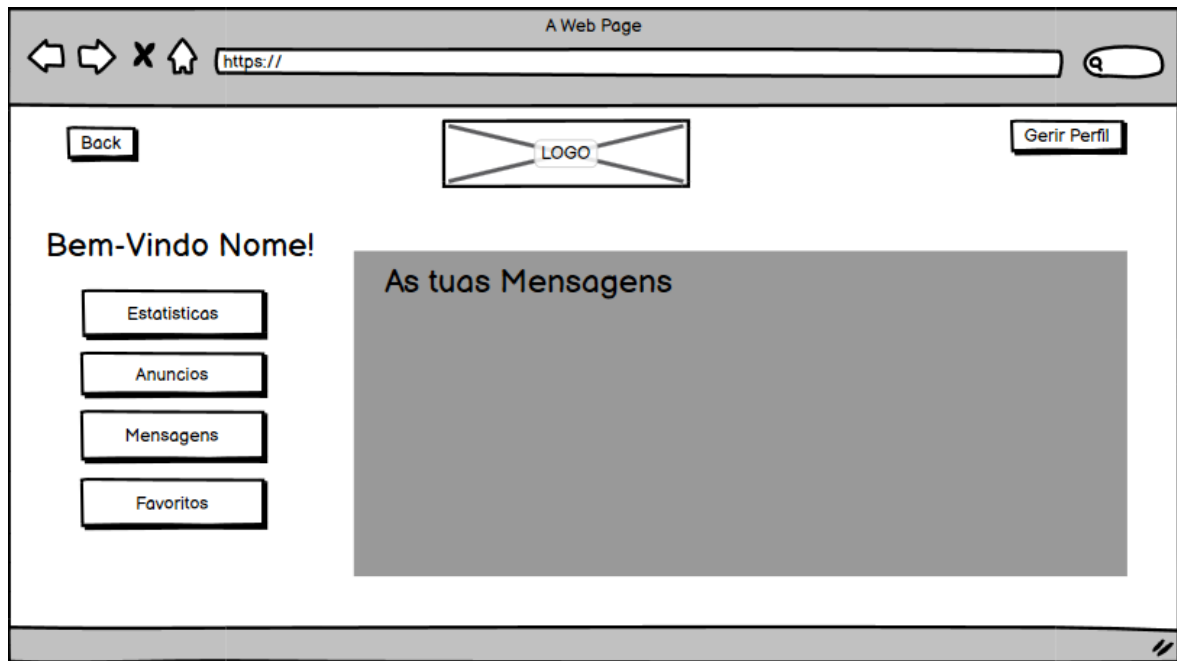 A Web Page
https://
Back
LOGO
Gerir Perfil
Bem-Vindo Nome!
As tuas Mensagens
Estatisticas
Anuncios
Mensagens
Favoritos